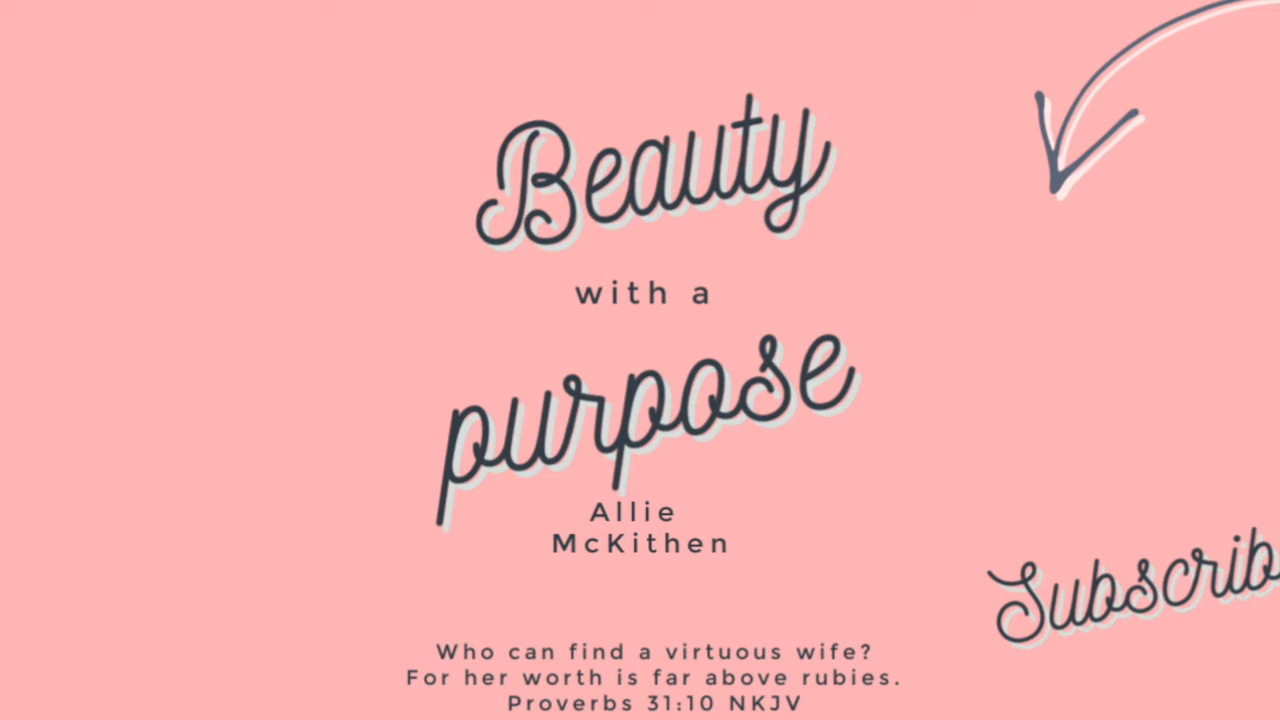 Beauty
with a
purpose
Allie
McKithen
Subscrib
Who can find a virtuous wife?
For her worth is far above rubies.
Proverbs 31:10 NKJV